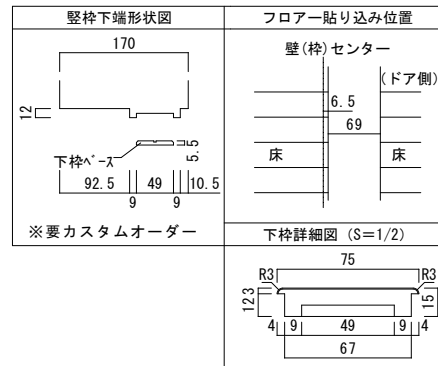 竪枠下端形状図
170
12
下枠ベース
5.5
92.5 49 10.5
9 9
※要カスタムオーダー
フロアー貼り込み位置
壁(枠)センター
(ドア側)
6.5
69
床 床
下枠詳細図 (S=1/2)
75
R3 R3
12 3 15
4 9 49 9 4
67